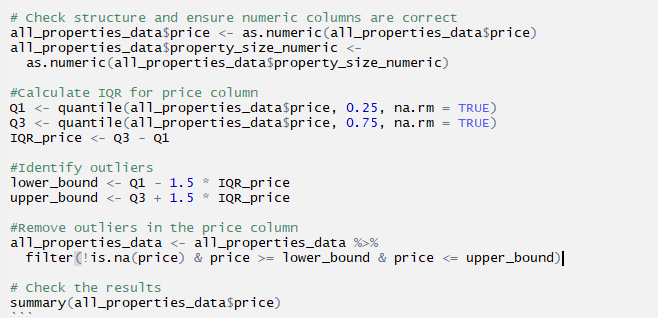 # Check structure and ensure numeric columns are correct
all_properties_data$price <- as.numeric(all_properties_data$price)
all_properties_data$property_size_numeric <-
  as.numeric(all_properties_data$property_size_numeric)

#Calculate IQR for price column
Q1 <- quantile(all_properties_data$price, 0.25, na.rm = TRUE)
Q3 <- quantile(all_properties_data$price, 0.75, na.rm = TRUE)
IQR_price <- Q3 - Q1

#Identify outliers
lower_bound <- Q1 - 1.5 * IQR_price
upper_bound <- Q3 + 1.5 * IQR_price

#Remove outliers in the price column
all_properties_data <- all_properties_data %>%
  filter(!is.na(price) & price >= lower_bound & price <= upper_bound)

# Check the results
summary(all_properties_data$price)
```